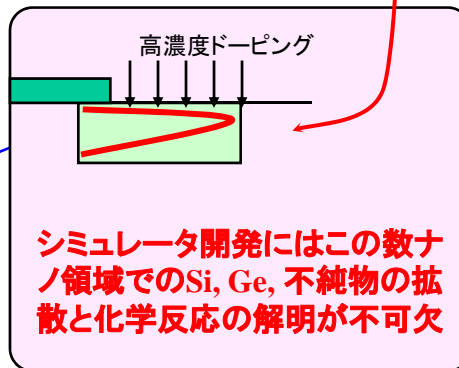 高濃度ドーピング
シミュレータ開発にはこの数ナ
ノ領域でのSi, Ge, 不純物の拡
散と化学反応の解明が不可欠